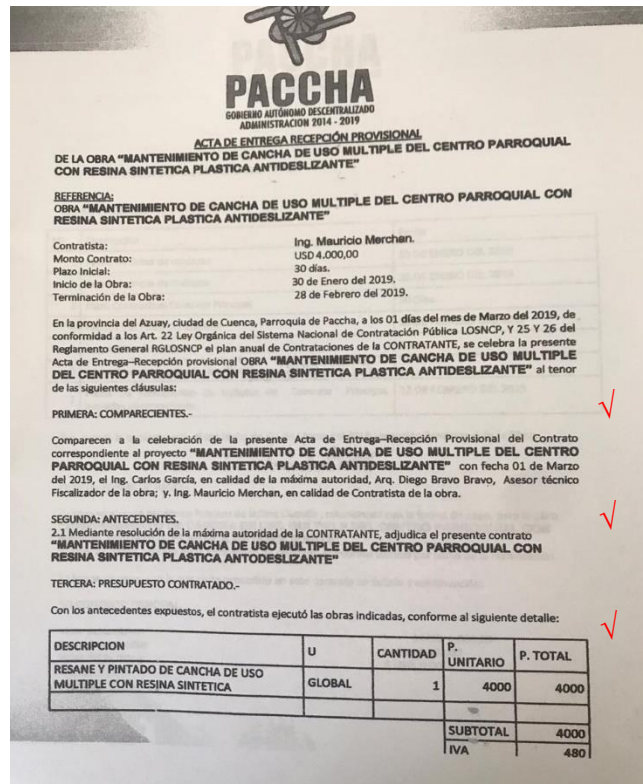 PACCHA
GOBIERNO AUTÓNOMO DESCENTRALIZADO
ADMINISTRACION 2014 - 2019
ACTA DE ENTREGA RECEPCIÓN PROVISIONAL
DE LA OBRA "MANTENIMIENTO DE CANCHA DE USO MULTIPLE DEL CENTRO PARROQUIAL
CON RESINA SINTETICA PLASTICA ANTIDESLIZANTE"
REFERENCIA:
OBRA "MANTENIMIENTO DE CANCHA DE USO MULTIPLE DEL CENTRO PARROQUIAL CON
RESINA SINTETICA PLASTICA ANTIDESLIZANTE"
Contratista: Ing. Mauricio Merchan.
Monto Contrato: USD 4.000,00
Plazo Inicial: 30 días.
Inicio de la Obra: 30 de Enero del 2019.
Terminación de la Obra: 28 de Febrero del 2019.
En la provincia del Azuay, ciudad de Cuenca, Parroquia de Paccha, a los 01 días del mes de Marzo del 2019, de
conformidad a los Art. 22 Ley Orgánica del Sistema Nacional de Contratación Pública LOSNCP, Y 25 Y 26 del
Reglamento General RGLOSNCP el plan anual de Contrataciones de la CONTRATANTE, se celebra la presente
Acta de Entrega–Recepción provisional OBRA "MANTENIMIENTO DE CANCHA DE USO MULTIPLE
DEL CENTRO PARROQUIAL CON RESINA SINTETICA PLASTICA ANTIDESLIZANTE" al tenor
de las siguientes cláusulas:
PRIMERA: COMPARECIENTES.-
Comparecen a la celebración de la presente Acta de Entrega–Recepción Provisional del Contrato
correspondiente al proyecto "MANTENIMIENTO DE CANCHA DE USO MULTIPLE DEL CENTRO
PARROQUIAL CON RESINA SINTETICA PLASTICA ANTIDESLIZANTE" con fecha 01 de Marzo
del 2019, el Ing. Carlos García, en calidad de la máxima autoridad, Arq. Diego Bravo Bravo, Asesor técnico
Fiscalizador de la obra; y. Ing. Mauricio Merchan, en calidad de Contratista de la obra.
SEGUNDA: ANTECEDENTES.
2.1 Mediante resolución de la máxima autoridad de la CONTRATANTE, adjudica el presente contrato
"MANTENIMIENTO DE CANCHA DE USO MULTIPLE DEL CENTRO PARROQUIAL CON
RESINA SINTETICA PLASTICA ANTODESLIZANTE"
TERCERA: PRESUPUESTO CONTRATADO.-
Con los antecedentes expuestos, el contratista ejecutó las obras indicadas, conforme al siguiente detalle:
DESCRIPCION U CANTIDAD P. UNITARIO P. TOTAL
RESANE Y PINTADO DE CANCHA DE USO
MULTIPLE CON RESINA SINTETICA GLOBAL 1 4000 4000
SUBTOTAL 4000
IVA 480